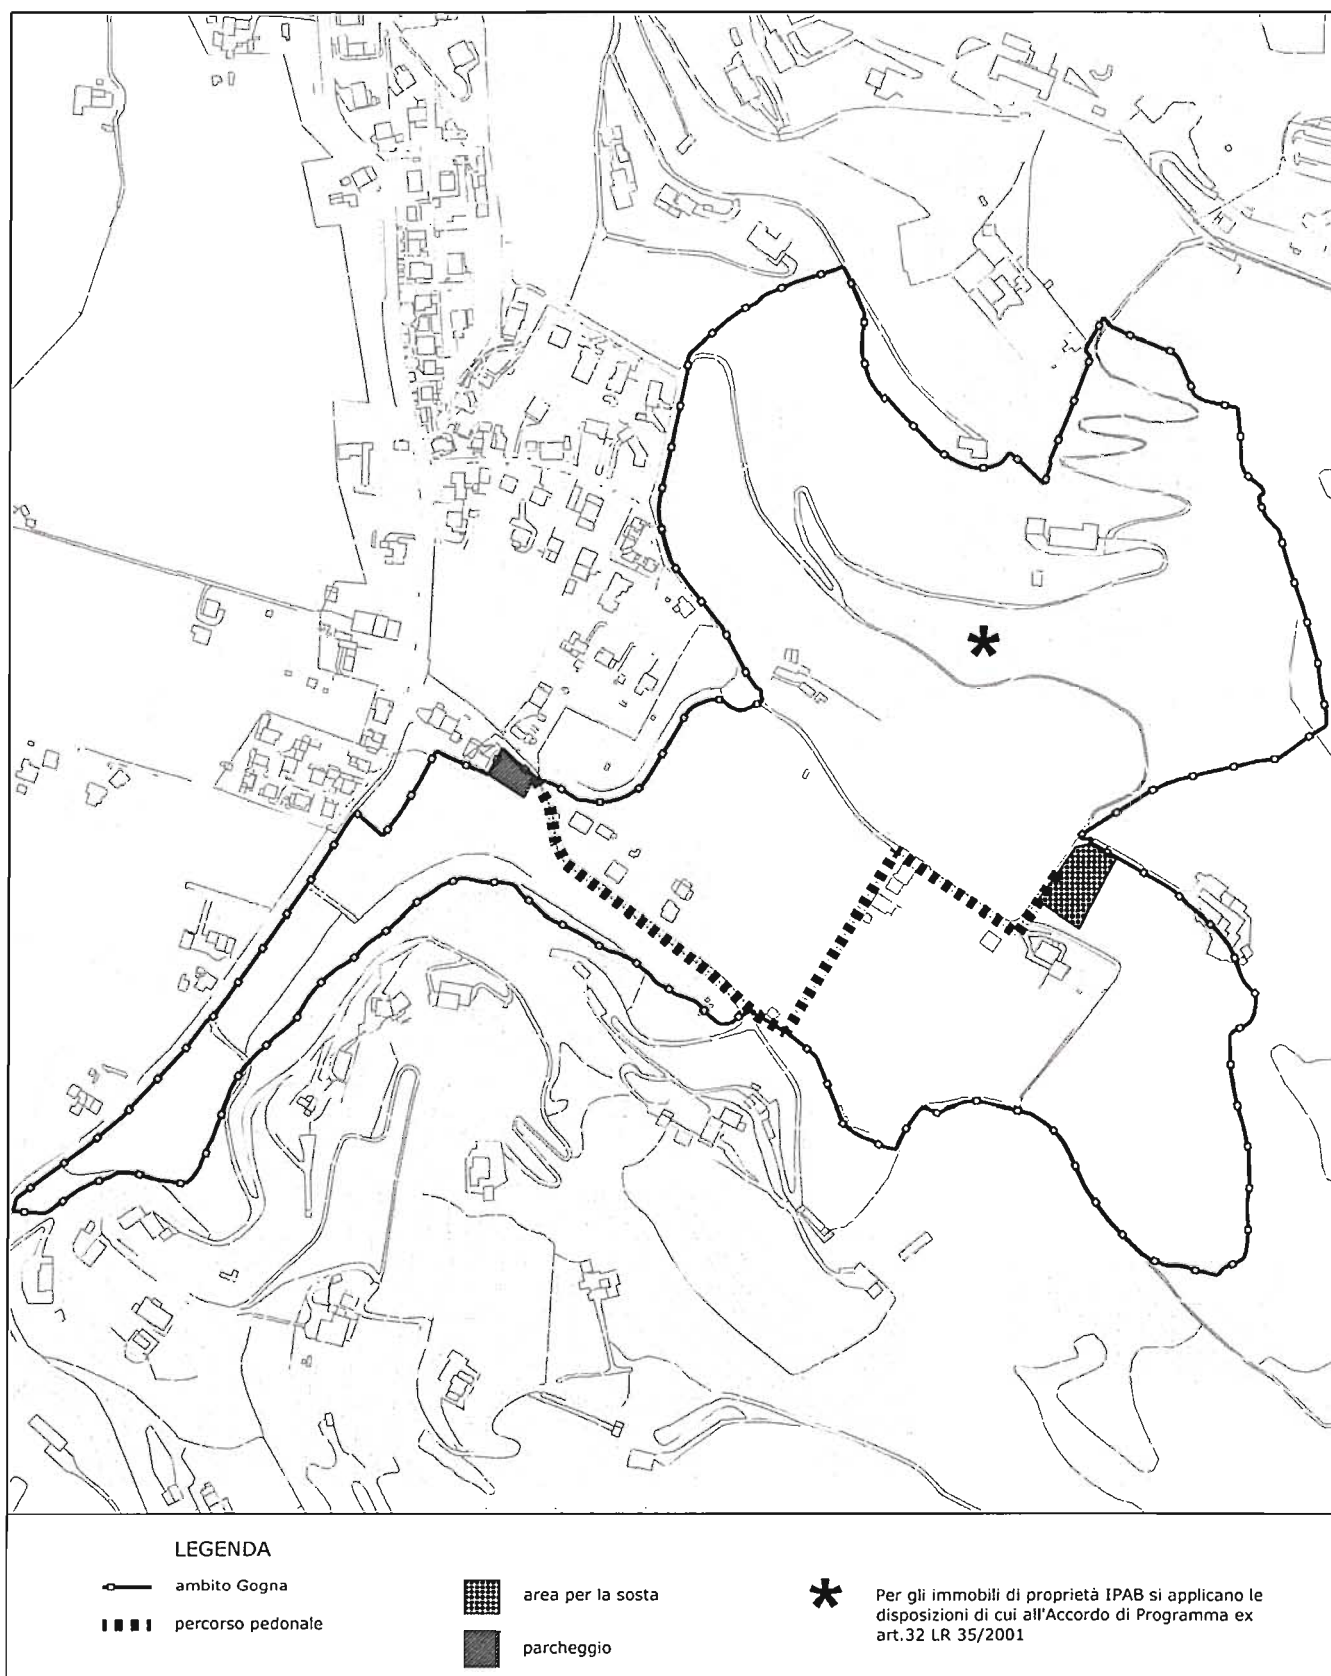 LEGENDA
ambito Gogna
percorso pedonale
area per la sosta
parcheggio
Per gli immobili di proprietà IPAB si applicano le
disposizioni di cui all'Accordo di Programma ex
art.32 LR 35/2001